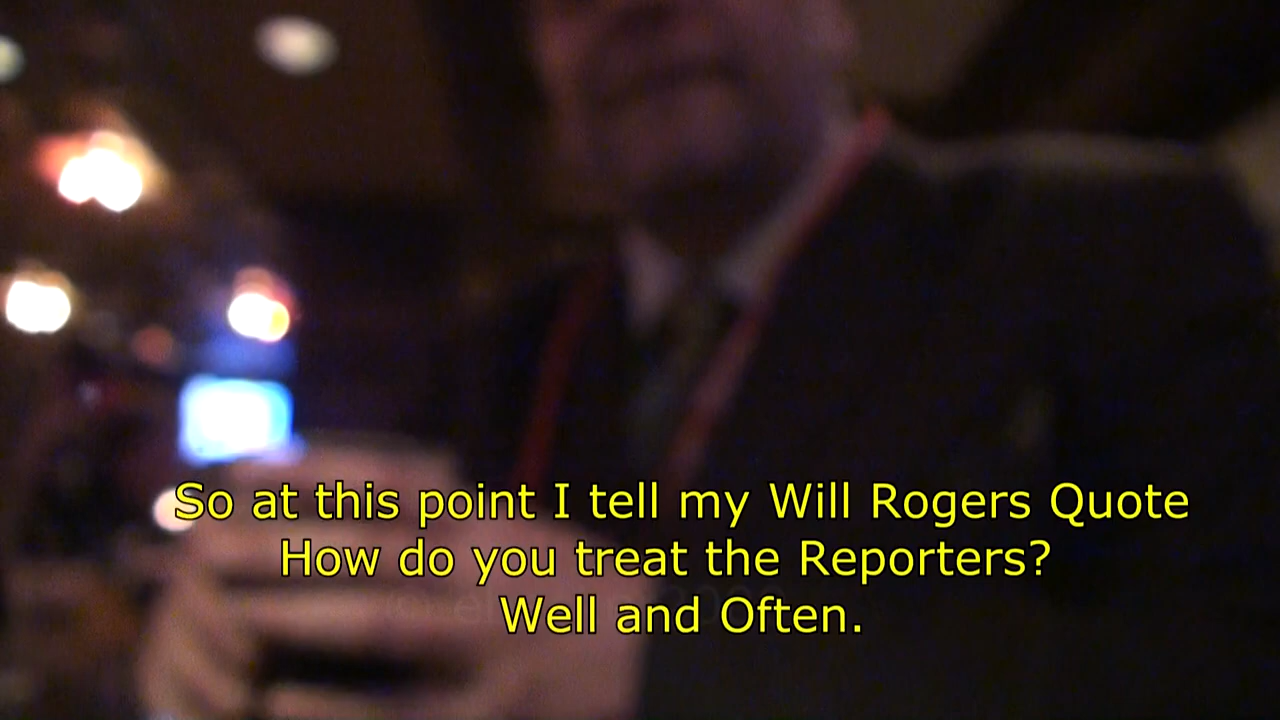 So at this point I tell my Will Rogers Quote
How do you treat the Reporters?
Well and Often.